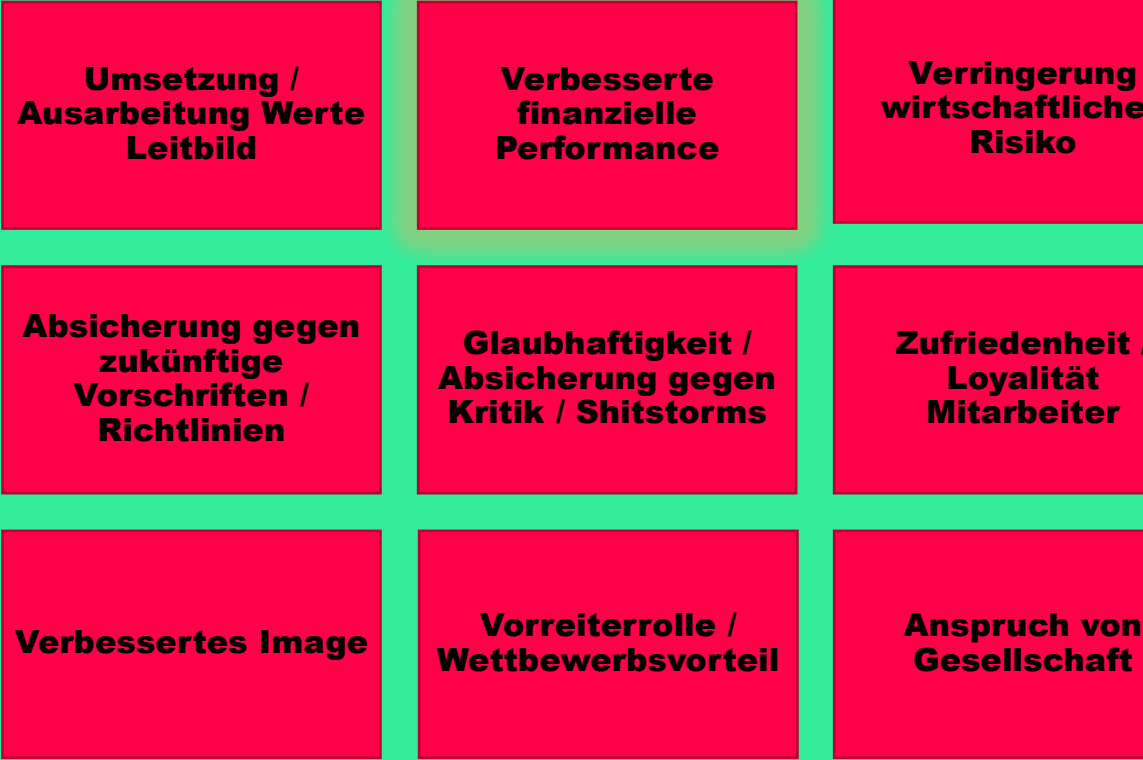 Umsetzung /
Ausarbeitung Werte
Leitbild
Verbesserte
finanzielle
Performance
Verringerung
wirtschaftliche
Risiko
Absicherung gegen
zukünftige
Vorschriften /
Richtlinien
Glaubhaftigkeit /
Absicherung gegen
Kritik / Shitstorms
Zufriedenheit /
Loyalität
Mitarbeiter
Verbessertes Image
Vorreiterrolle /
Wettbewerbsvorteil
Anspruch von
Gesellschaft